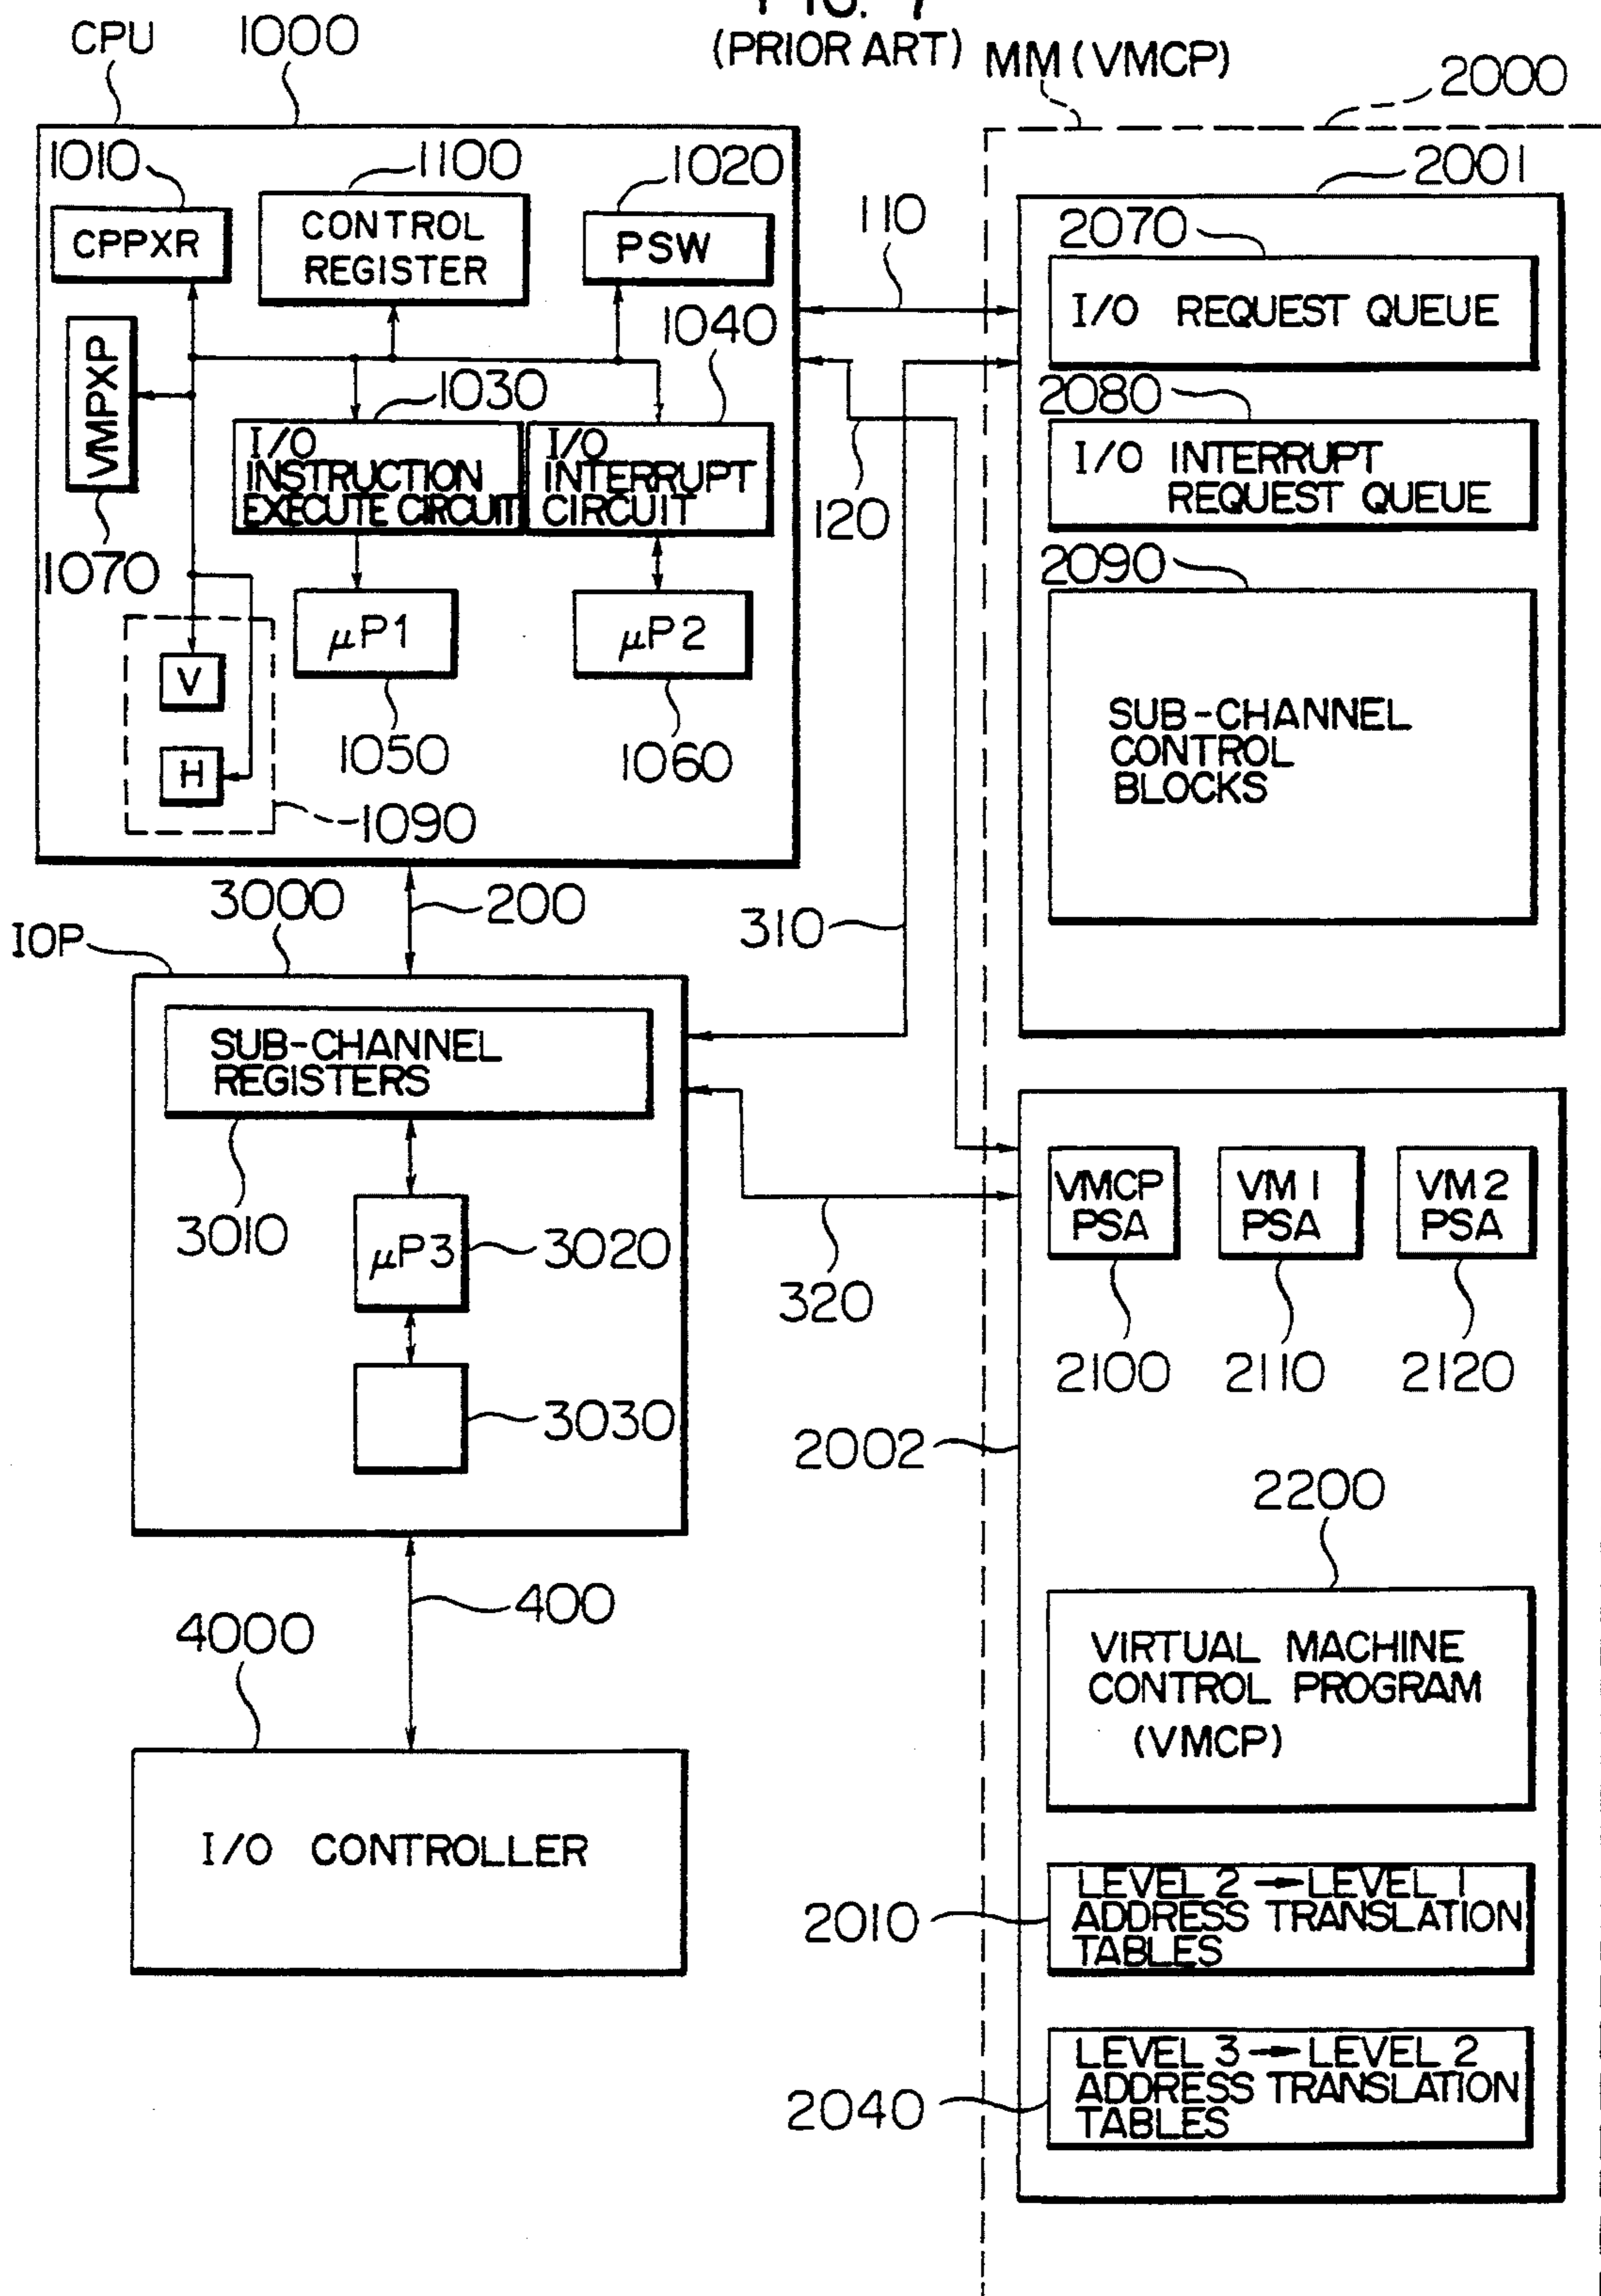 FIG. 7
(PRIOR ART)
CPU
1000
MM (VMCP)
2000
1010
1100
1020
2001
CPPXR
CONTROL
REGISTER
PSW
110
2070
I/O REQUEST QUEUE
1040
VMPXP
1030
2080
I/O
INSTRUCTION
EXECUTE CIRCUIT
I/O
INTERRUPT
CIRCUIT
120
I/O INTERRUPT
REQUEST QUEUE
1070
2090
μP1
μP2
V
1050
1060
H
1090
SUB-CHANNEL
CONTROL
BLOCKS
3000
200
310
IOP
SUB-CHANNEL
REGISTERS
3010
μP3
3020
320
VMCP
PSA
VM1
PSA
VM2
PSA
2100
2110
2120
3030
2002
2200
400
4000
VIRTUAL MACHINE
CONTROL PROGRAM
(VMCP)
I/O CONTROLLER
2010
LEVEL 2 → LEVEL 1
ADDRESS TRANSLATION
TABLES
2040
LEVEL 3 → LEVEL 2
ADDRESS TRANSLATION
TABLES